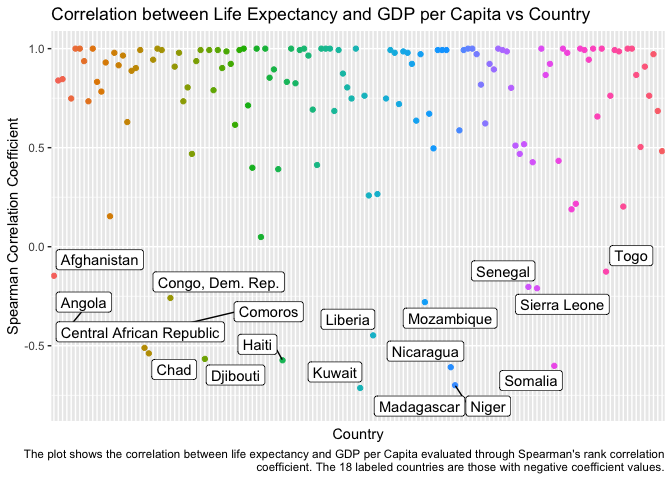 Correlation between Life Expectancy and GDP per Capita vs Country
Spearman Correlation Coefficient
1.0
0.5
0.0
-0.5
Afghanistan
Togo
Congo, Dem. Rep.
Senegal
Angola
Sierra Leone
Comoros
Liberia
Mozambique
Central African Republic
Haiti
Nicaragua
Chad
Djibouti
Kuwait
Somalia
Madagascar
Niger
Country
The plot shows the correlation between life expectancy and GDP per Capita evaluated through Spearman's rank correlation
coefficient. The 18 labeled countries are those with negative coefficient values.